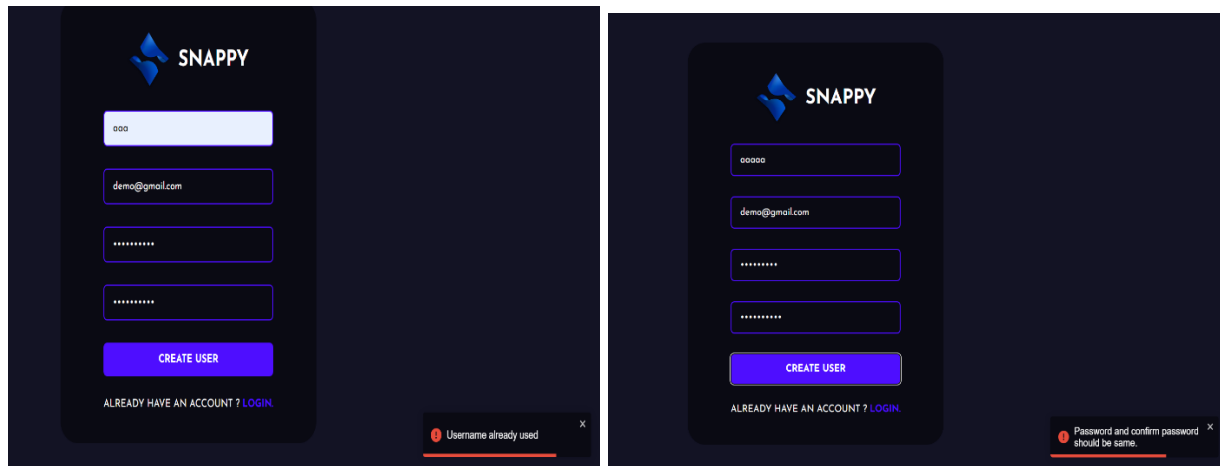 SNAPPY
aaa
demo@gmail.com
••••••••••
••••••••••
CREATE USER
ALREADY HAVE AN ACCOUNT ? LOGIN.
Username already used
X
SNAPPY
aaaaa
demo@gmail.com
•••••••••
••••••••••
CREATE USER
ALREADY HAVE AN ACCOUNT ? LOGIN.
Password and confirm password
should be same.
X